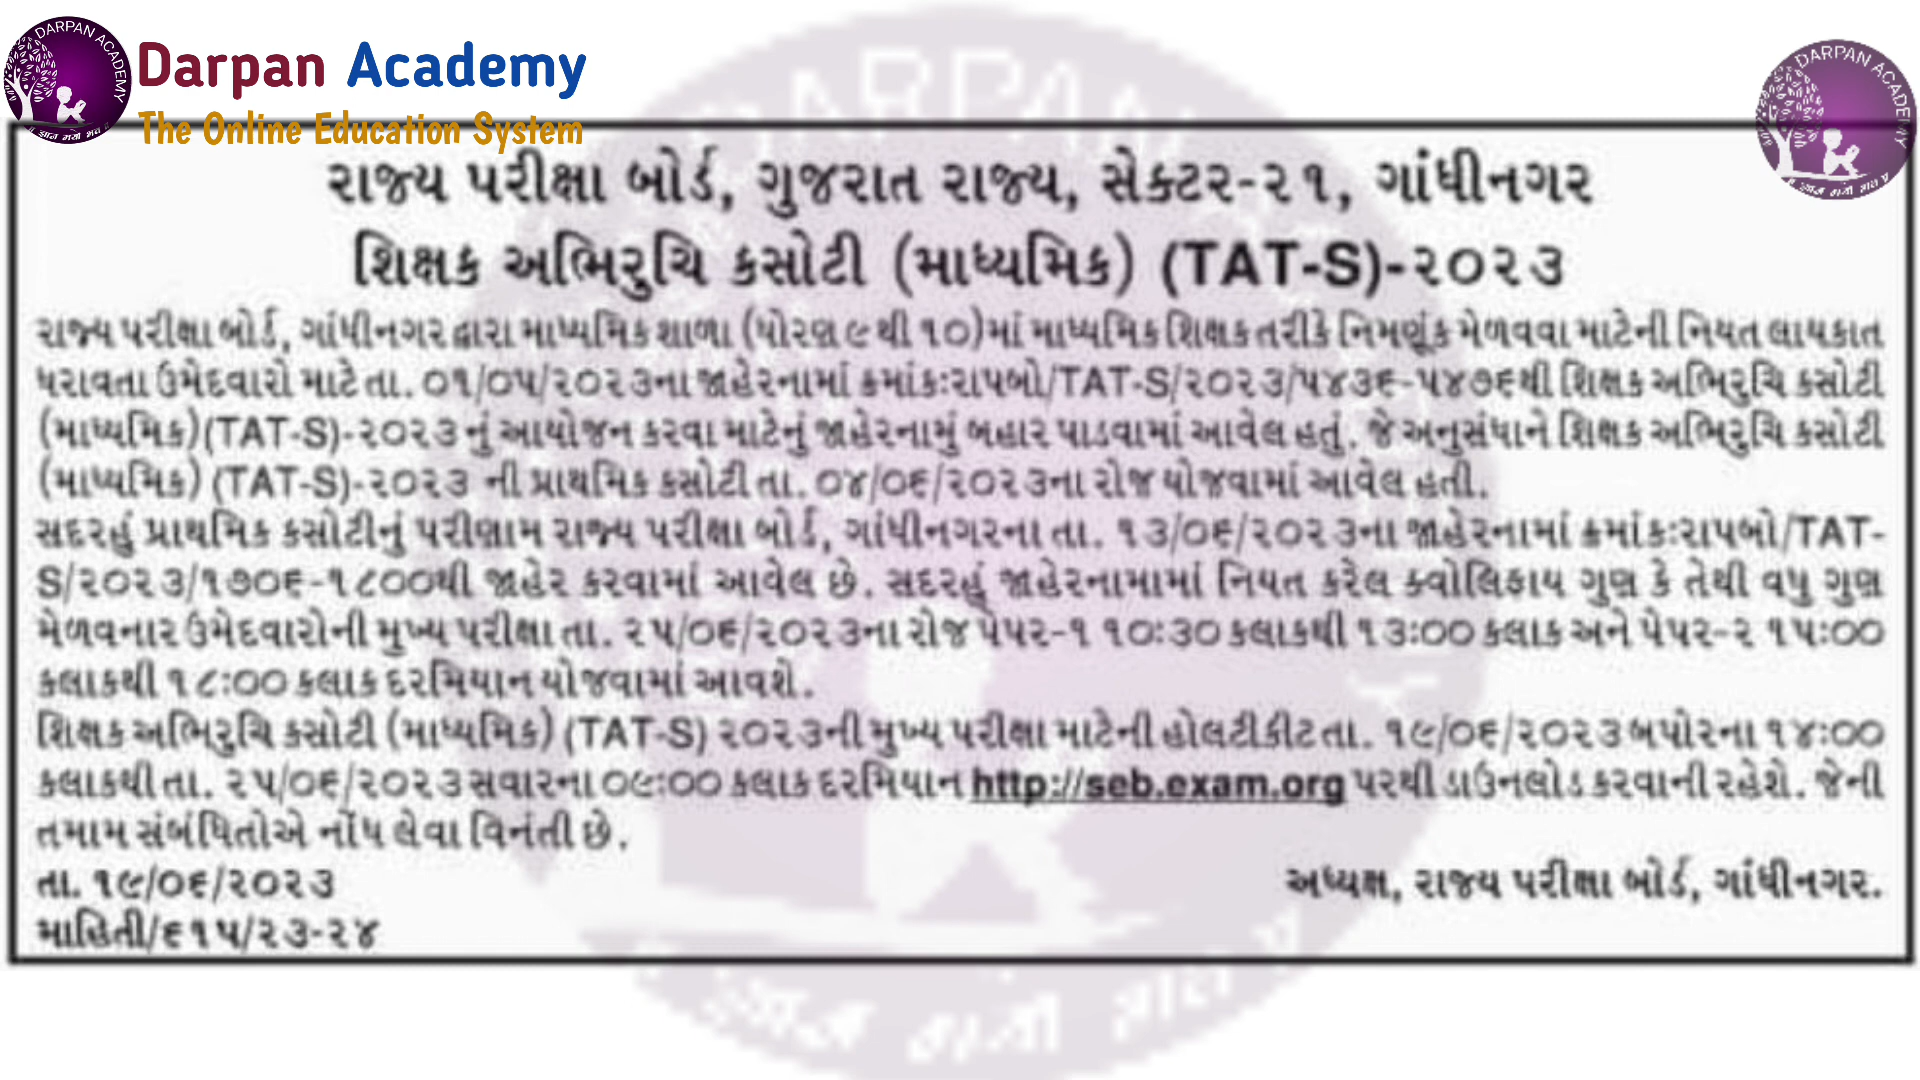 DARPAN ACADEMY
Darpan Academy
The Online Education System
DARPAN ACADEMY
રાજ્ય પરીક્ષા બોર્ડ, ગુજરાત રાજ્ય, સેક્ટર-૨૧, ગાંધીનગર
શિક્ષક અભિરુચિ કસોટી (માધ્યમિક) (TAT-S)-૨૦૨૩
રાજ્ય પરીક્ષા બોર્ડ, ગાંધીનગર દ્વારા માધ્યમિક શાળા (ધોરણ ૯ થી ૧૦)માં માધ્યમિક શિક્ષક તરીકે નિમણૂંક મેળવવા માટેની નિયત લાયકાત
ધરાવતા ઉમેદવારો માટે તા. ૦૧/૦૫/૨૦૨૩ના જાહેરનામાં ક્રમાંકઃરાપબો/TAT-S/૨૦૨૩/૫૪૩૬-૫૪૭૬થી શિક્ષક અભિરુચિ કસોટી
(માધ્યમિક)(TAT-S)-૨૦૨૩ નું આયોજન કરવા માટેનું જાહેરનામું બહાર પાડવામાં આવેલ હતું. જે અનુસંધાને શિક્ષક અભિરુચિ કસોટી
(માધ્યમિક) (TAT-S)-૨૦૨૩ ની પ્રાથમિક કસોટી તા. ૦૪/૦૬/૨૦૨૩ના રોજ યોજવામાં આવેલ હતી.
સદરહું પ્રાથમિક કસોટીનું પરીણામ રાજ્ય પરીક્ષા બોર્ડ, ગાંધીનગરના તા. ૧૩/૦૬/૨૦૨૩ના જાહેરનામાં ક્રમાંકઃરાપબો/TAT-
S/૨૦૨૩/૧૭૦૬-૧૮૦૦થી જાહેર કરવામાં આવેલ છે. સદરહું જાહેરનામામાં નિયત કરેલ ક્વોલિફાય ગુણ કે તેથી વધુ ગુણ
મેળવનાર ઉમેદવારોની મુખ્ય પરીક્ષા તા. ૨૫/૦૬/૨૦૨૩ના રોજ પેપર-૧ ૧૦:૩૦ કલાકથી ૧૩:૦૦ કલાક અને પેપર-૨ ૧૫:૦૦
કલાકથી ૧૮:૦૦ કલાક દરમિયાન યોજવામાં આવશે.
શિક્ષક અભિરુચિ કસોટી (માધ્યમિક) (TAT-S) ૨૦૨૩ની મુખ્ય પરીક્ષા માટેની હોલટીકીટ તા. ૧૯/૦૬/૨૦૨૩ બપોરના ૧૪:૦૦
કલાકથી તા. ૨૫/૦૬/૨૦૨૩ સવારના ૦૯:૦૦ કલાક દરમિયાન http://seb.exam.org પરથી ડાઉનલોડ કરવાની રહેશે. જેની
તમામ સંબંધિતોએ નોંધ લેવા વિનંતી છે.
તા. ૧૯/૦૬/૨૦૨૩
અધ્યક્ષ, રાજ્ય પરીક્ષા બોર્ડ, ગાંધીનગર.
માહિતી/૬૧૫/૨૩-૨૪